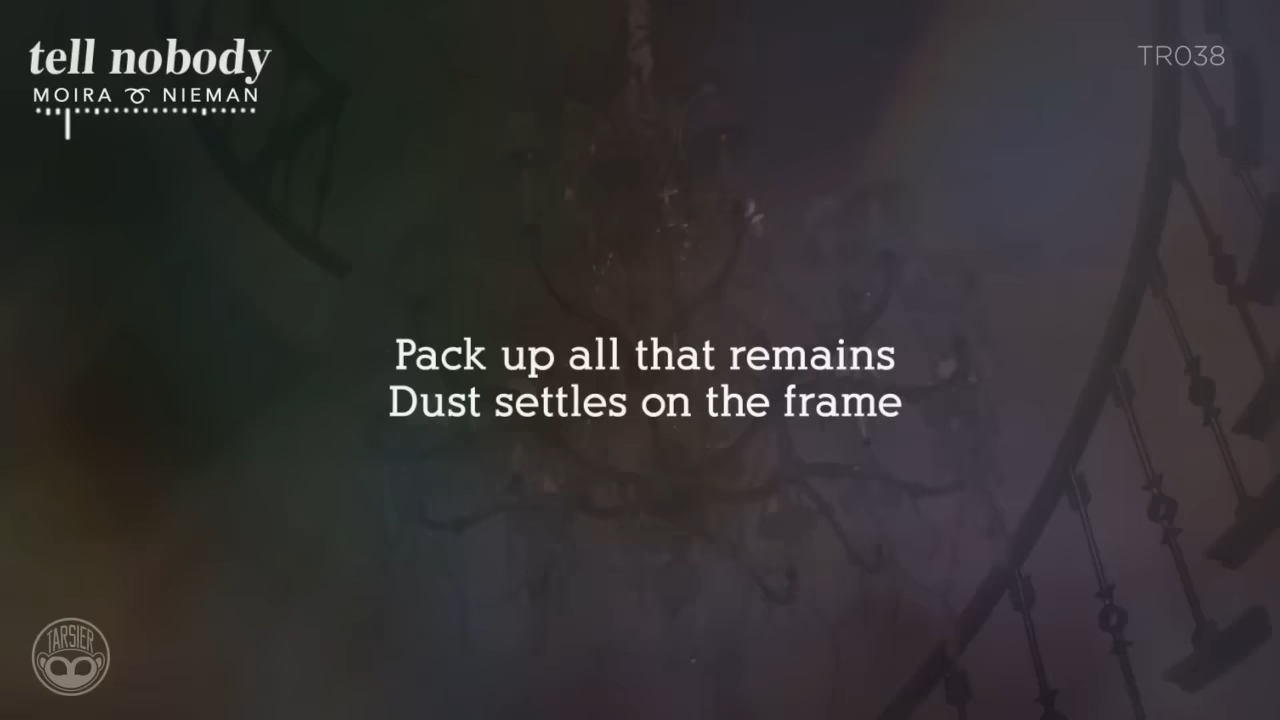 tell nobody
MOIRA NIEMAN
TR038
Pack up all that remains
Dust settles on the frame
TARSIER